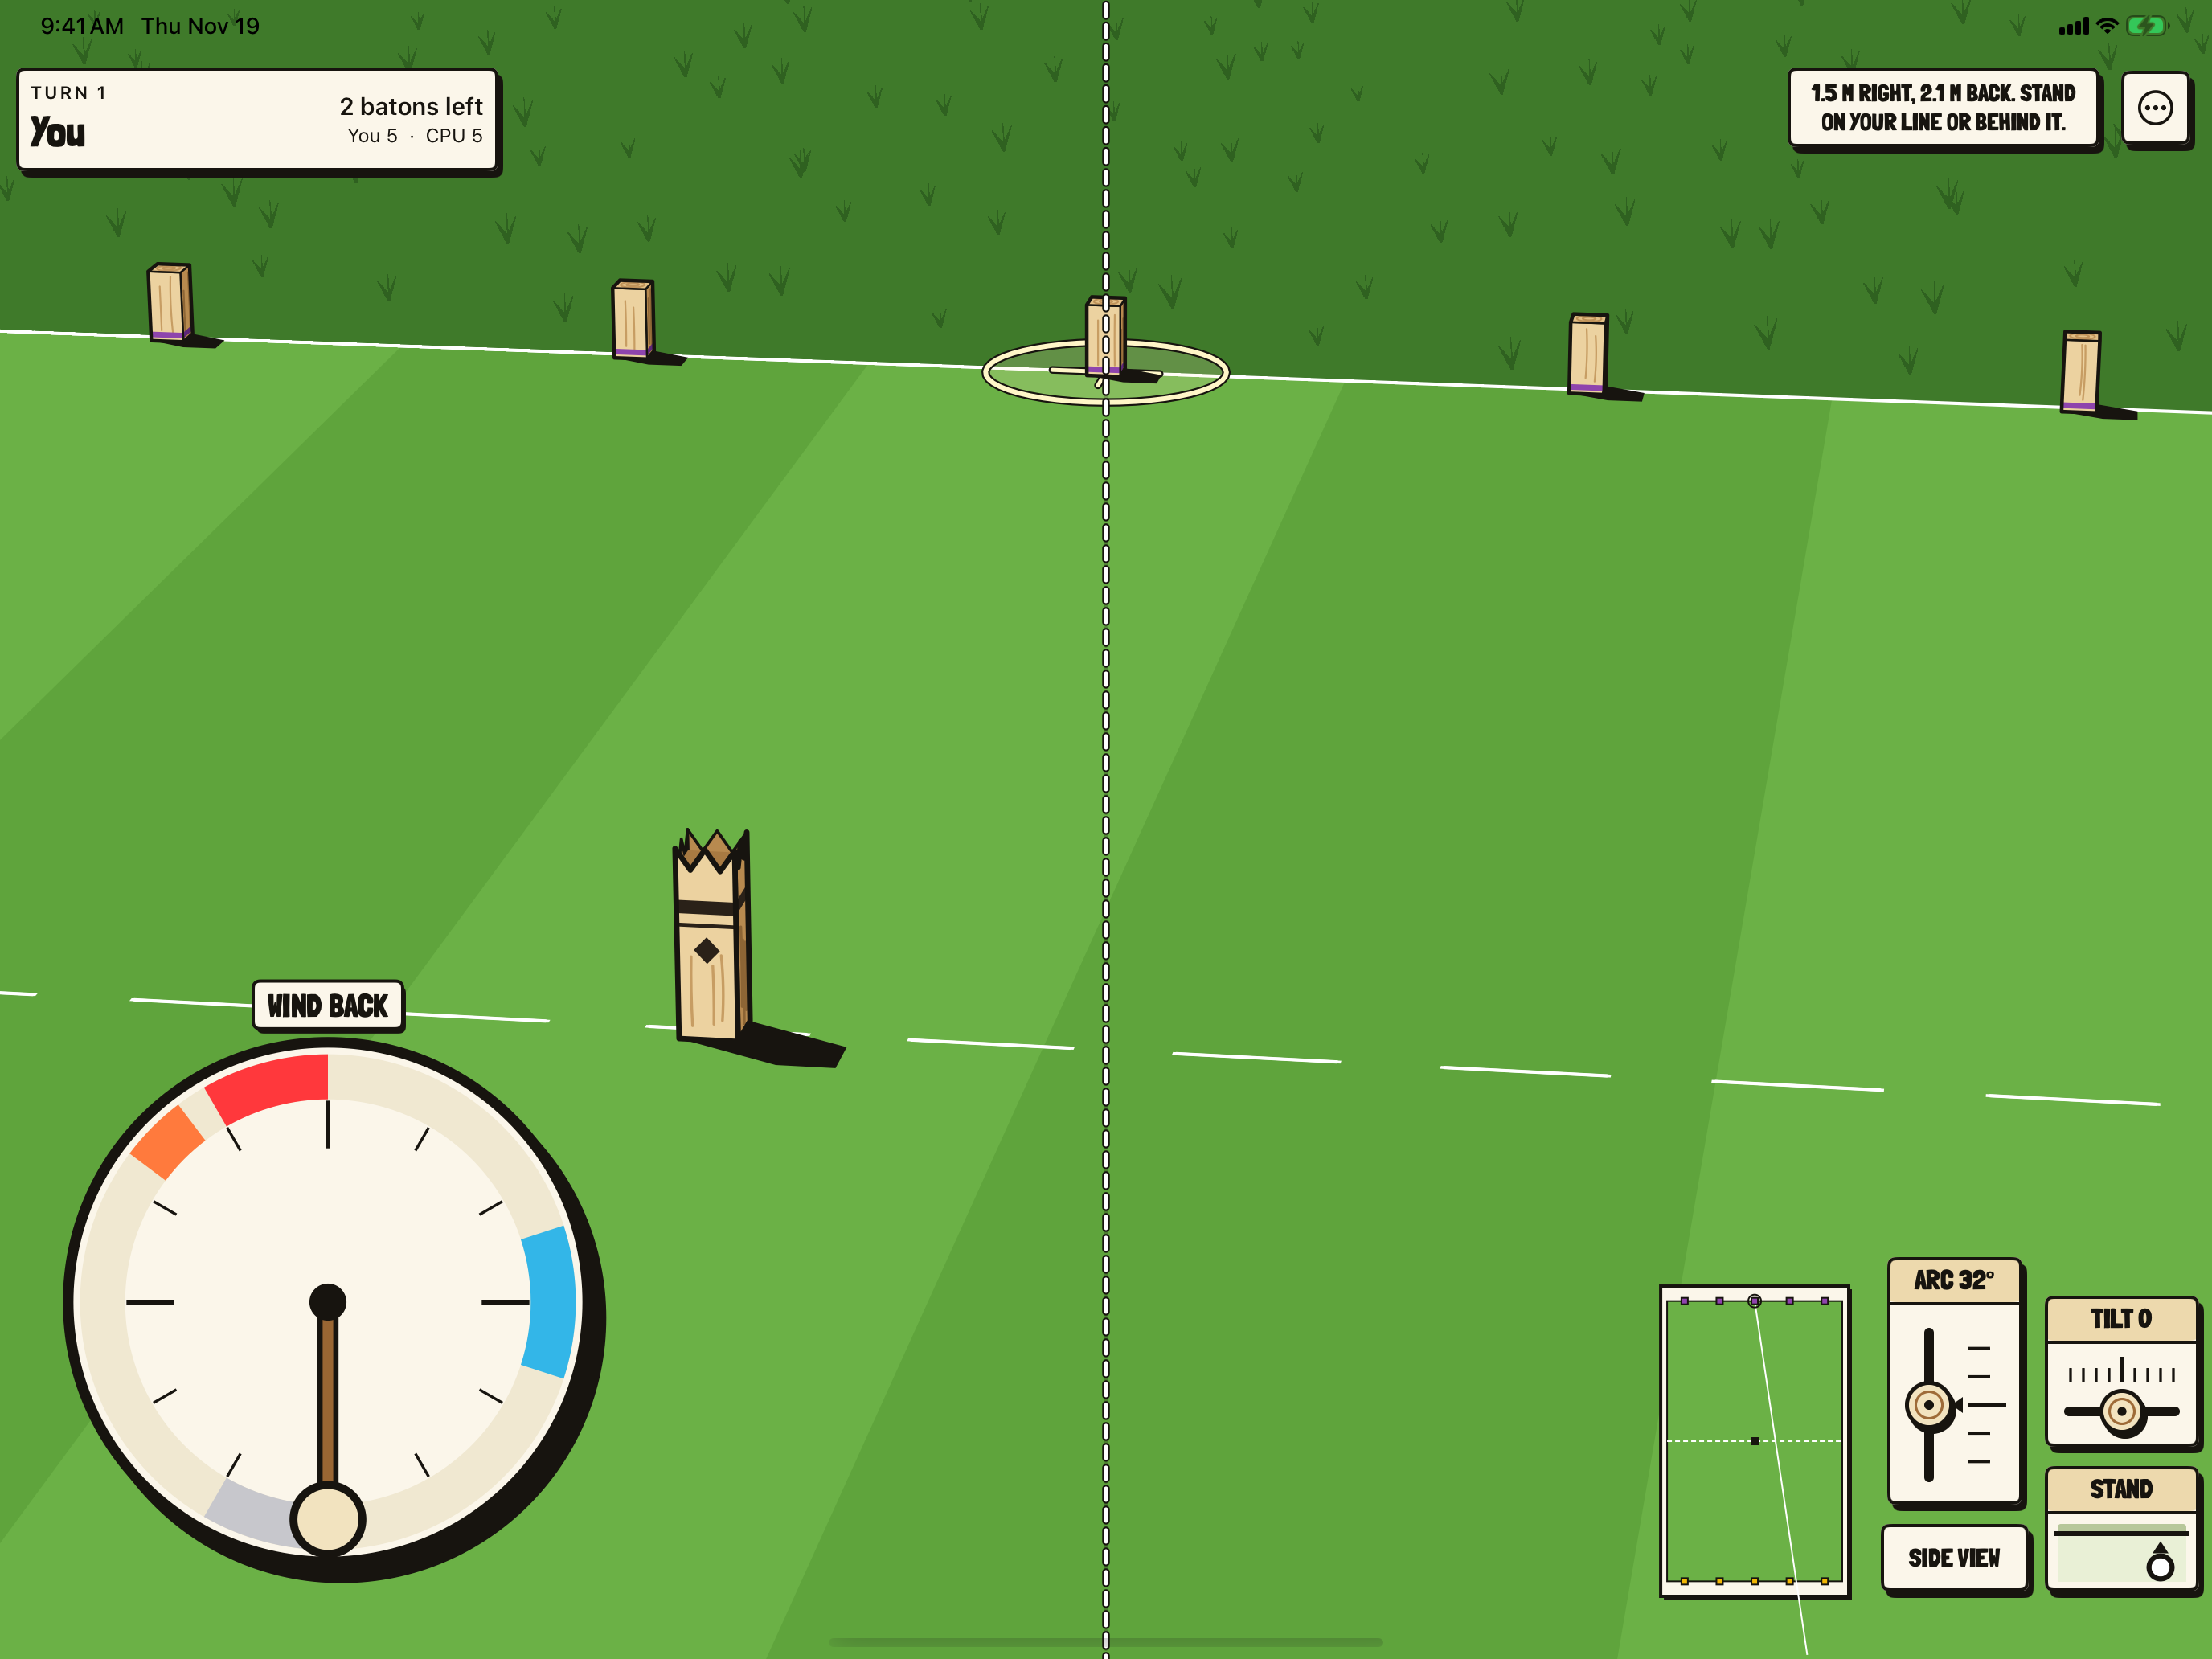 9:41 AM Thu Nov 19
TURN 1
You
2 batons left
You 5 · CPU 5
1.5 M RIGHT, 2.1 M BACK. STAND
ON YOUR LINE OR BEHIND IT.
WIND BACK
ARC 32°
TILT 0
STAND
SIDE VIEW